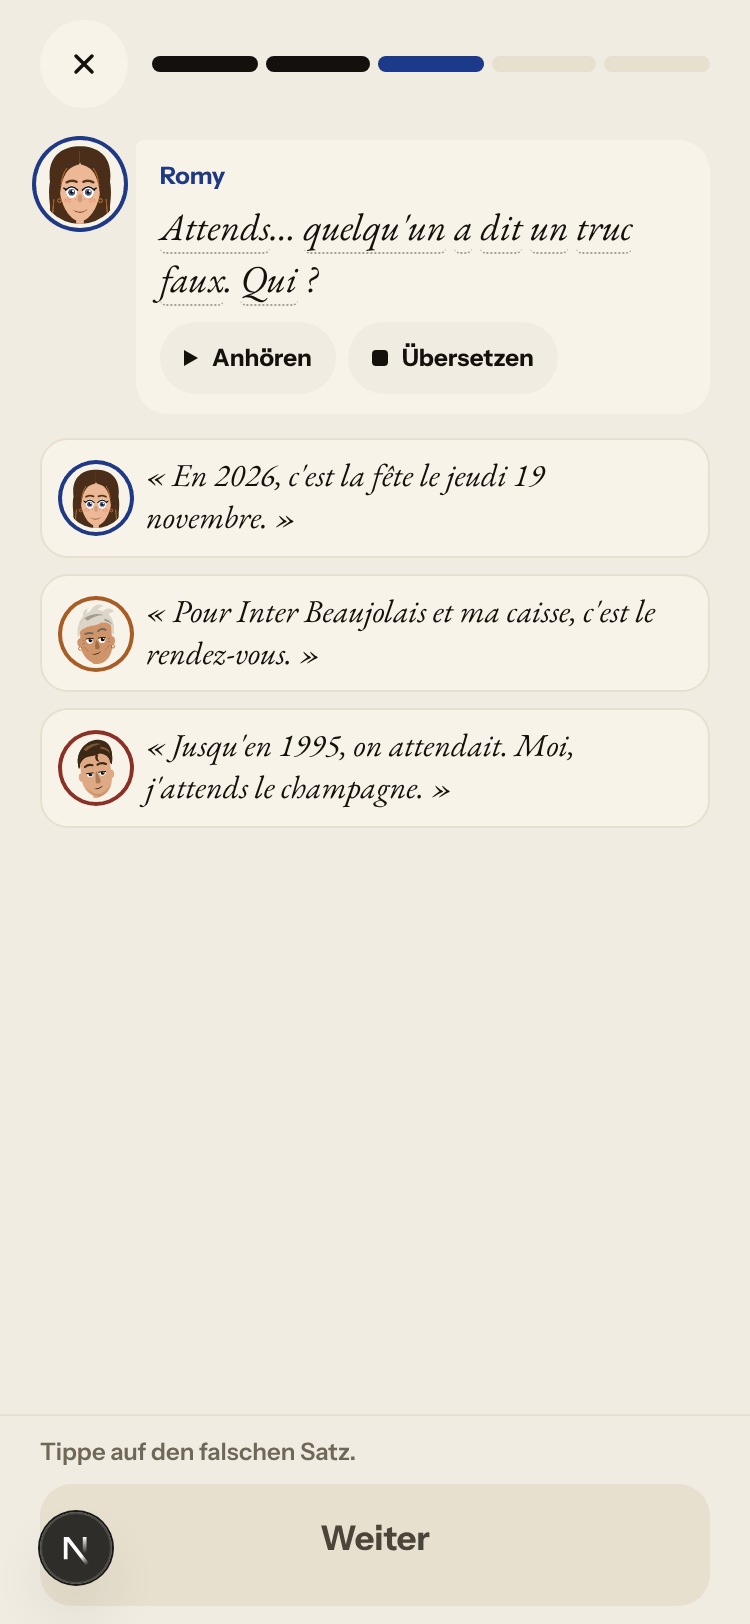 Romy
Attends... quelqu'un a dit un truc
faux. Qui ?
Anhören
Übersetzen
« En 2026, c'est la fête le jeudi 19
novembre. »
« Pour Inter Beaujolais et ma caisse, c'est le
rendez-vous. »
« Jusqu'en 1995, on attendait. Moi,
j'attends le champagne. »
Tippe auf den falschen Satz.
Weiter
N